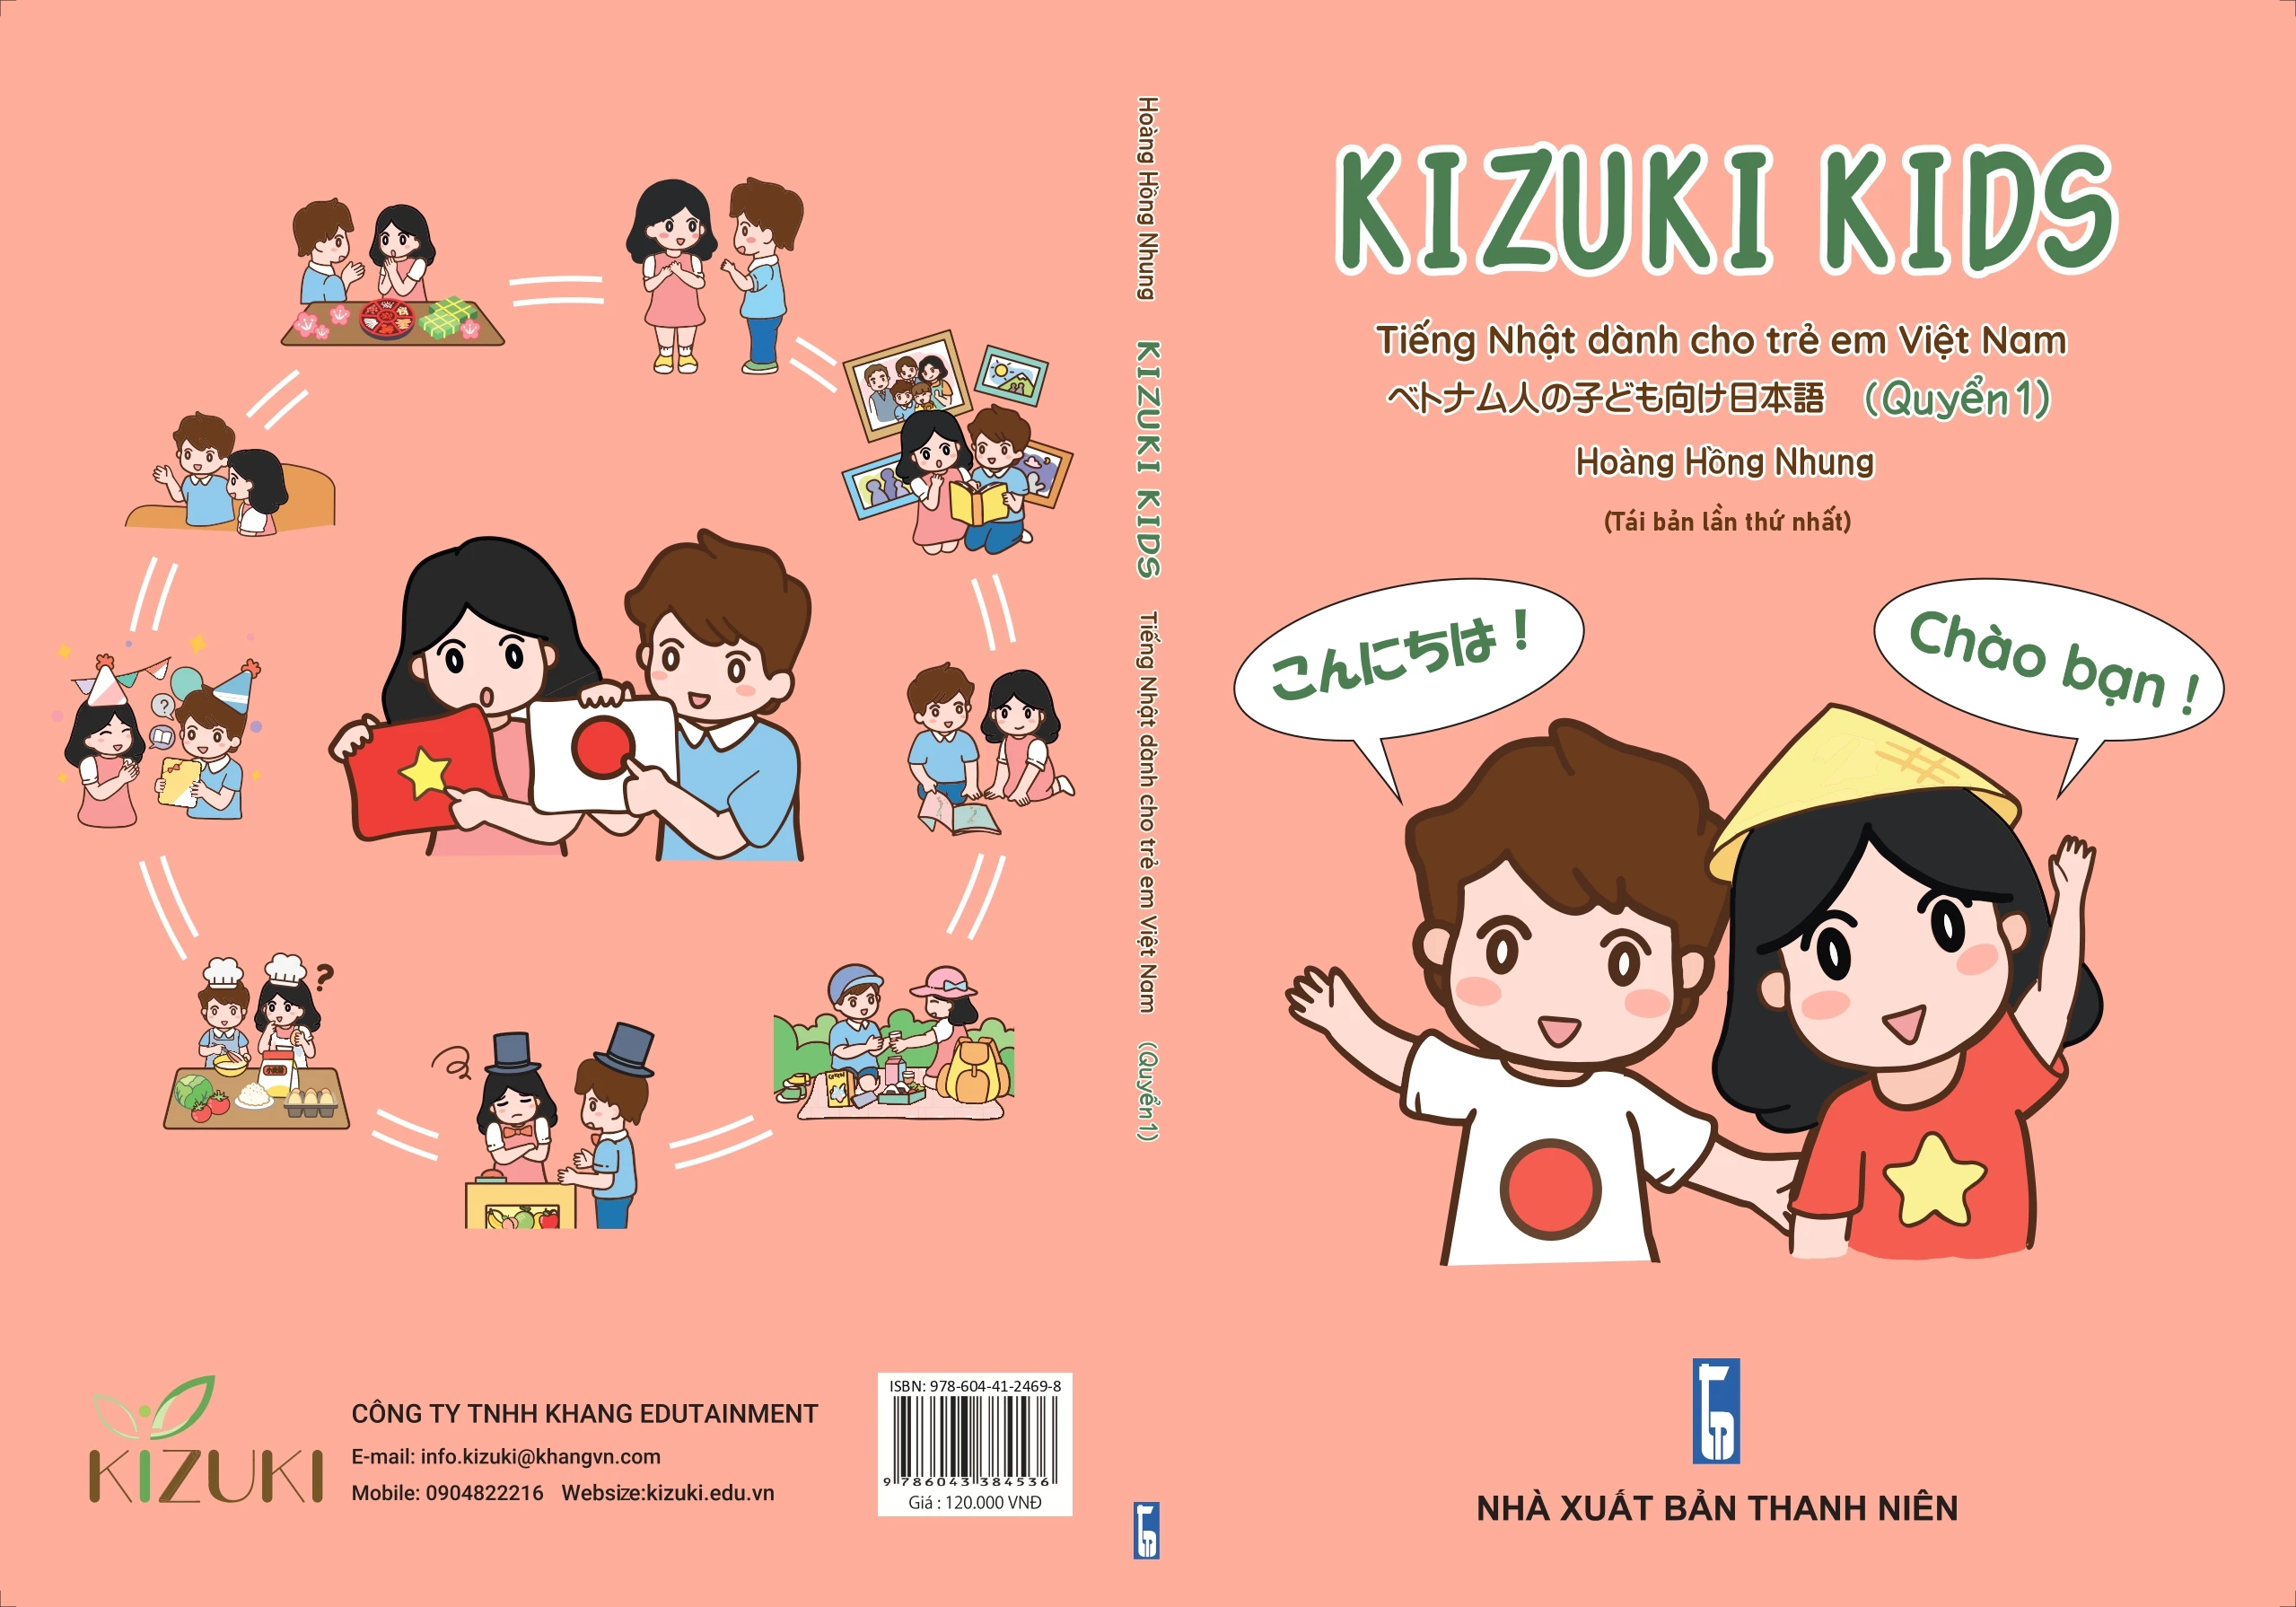 KIZUKI KIDS
Tiếng Nhật dành cho trẻ em Việt Nam
ベトナム人の子ども向け日本語 (Quyển 1)
Hoàng Hồng Nhung
(Tái bản lần thứ nhất)
こんにちは！
Chào bạn !
NHÀ XUẤT BẢN THANH NIÊN
Hoàng Hồng Nhung KIZUKI KIDS Tiếng Nhật dành cho trẻ em Việt Nam (Quyển 1)
?
?
KIZUKI
CÔNG TY TNHH KHANG EDUTAINMENT
E-mail: info.kizuki@khangvn.com
Mobile: 0904822216 Websize:kizuki.edu.vn
ISBN: 978-604-41-2469-8
9 786043 384536
Giá : 120.000 VNĐ